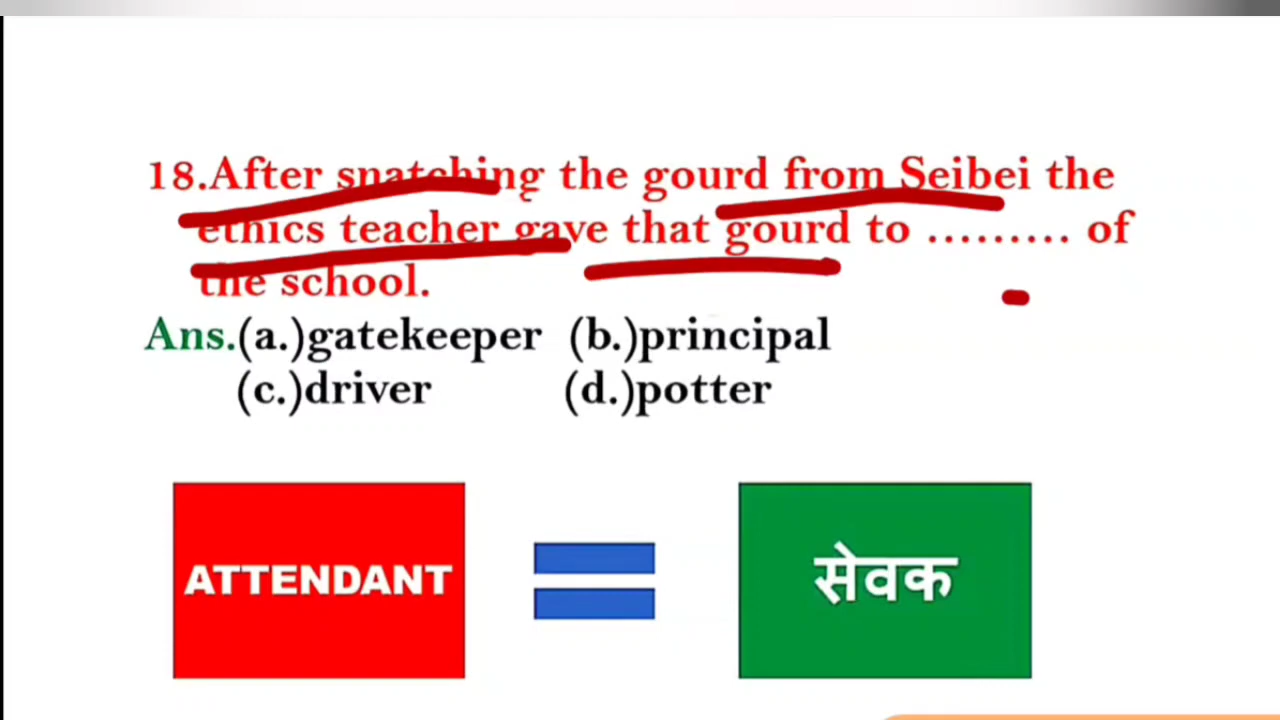 18.After snatching the gourd from Seibei the
ethics teacher gave that gourd to ......... of
the school.
Ans.(a.)gatekeeper (b.)principal
(c.)driver (d.)potter
ATTENDANT
सेवक